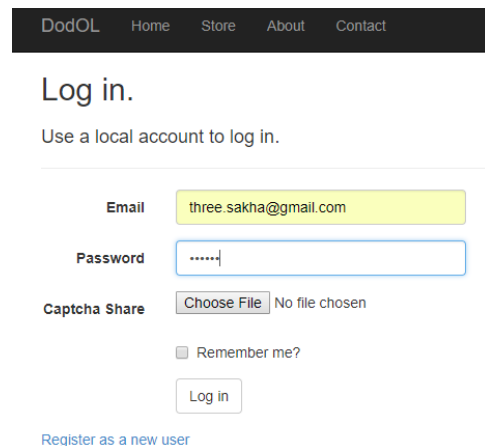 DodOL Home Store About Contact
Log in.
Use a local account to log in.
Email three.sakha@gmail.com
Password ······
Captcha Share Choose File No file chosen
Remember me?
Log in
Register as a new user